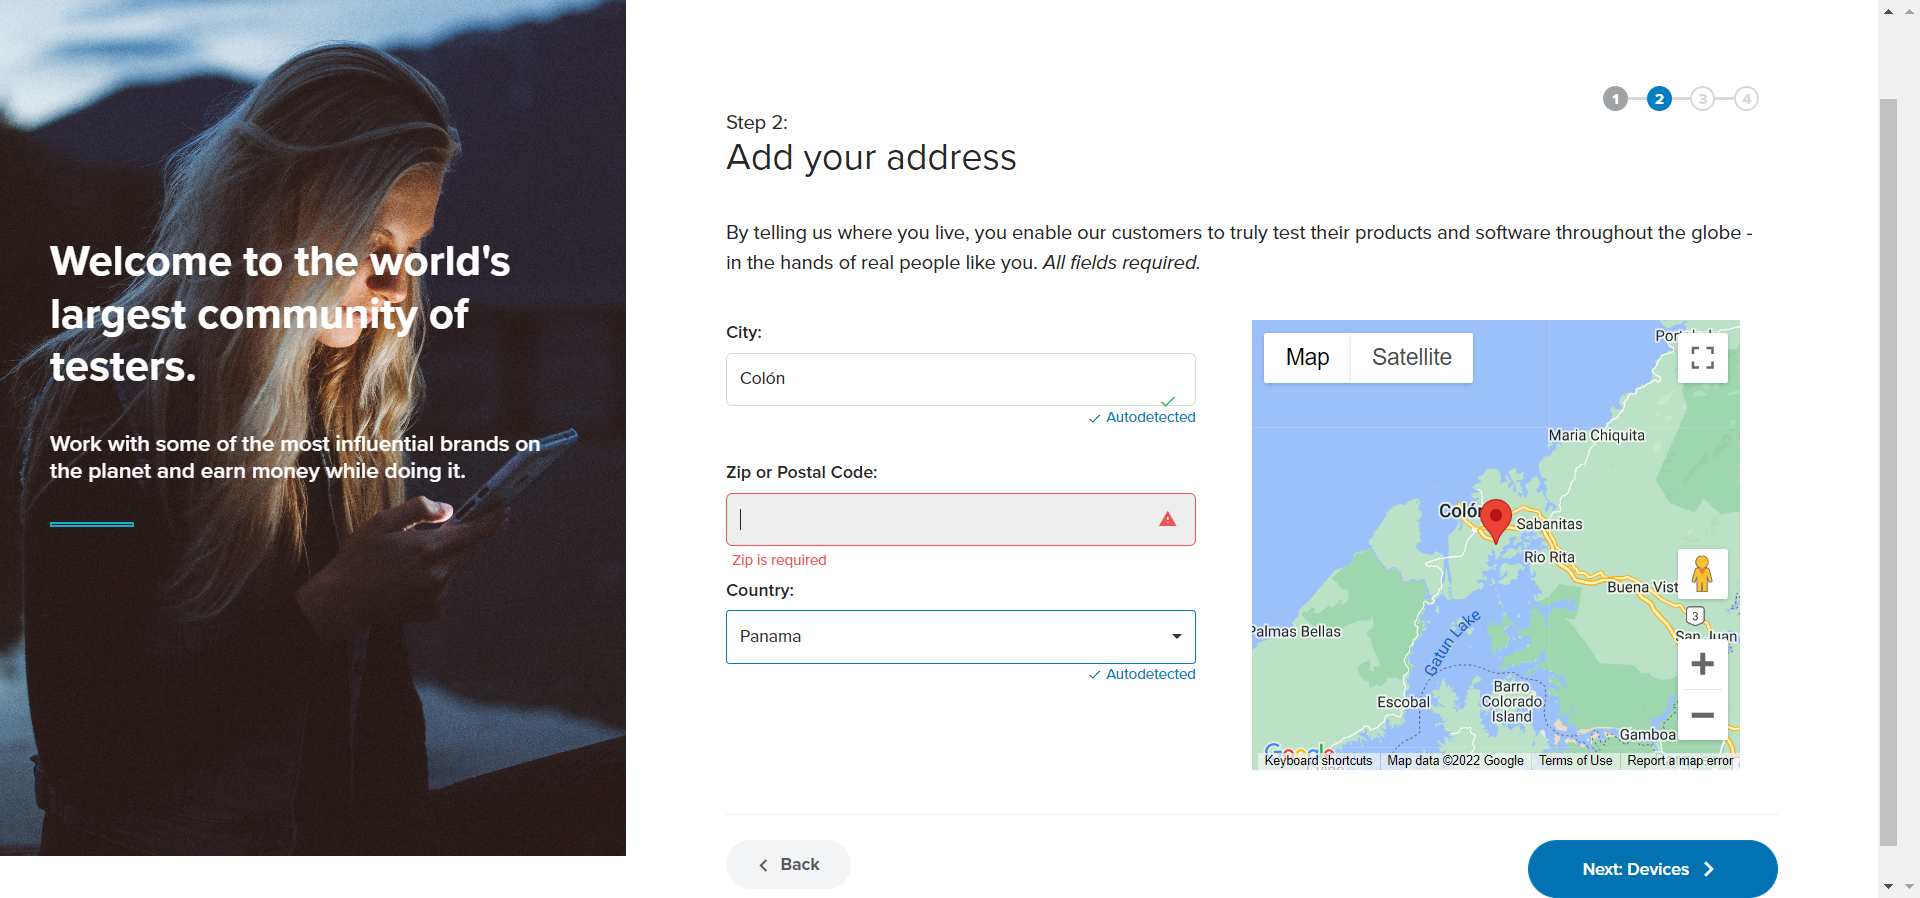 Welcome to the world's
largest community of
testers.
Work with some of the most influential brands on
the planet and earn money while doing it.
1 2 3 4
Step 2:
Add your address
By telling us where you live, you enable our customers to truly test their products and software throughout the globe -
in the hands of real people like you. All fields required.
City:
Colón
Autodetected
Zip or Postal Code:
Zip is required
Country:
Panama
Autodetected
Map Satellite
Maria Chiquita
Colón
Sabanitas
Rio Rita
Buena Vist
3
Palmas Bellas
San Juan
Gatun Lake
Barro
Colorado
Island
Escobal
Gamboa
Google
Keyboard shortcuts Map data ©2022 Google Terms of Use Report a map error
Back
Next: Devices